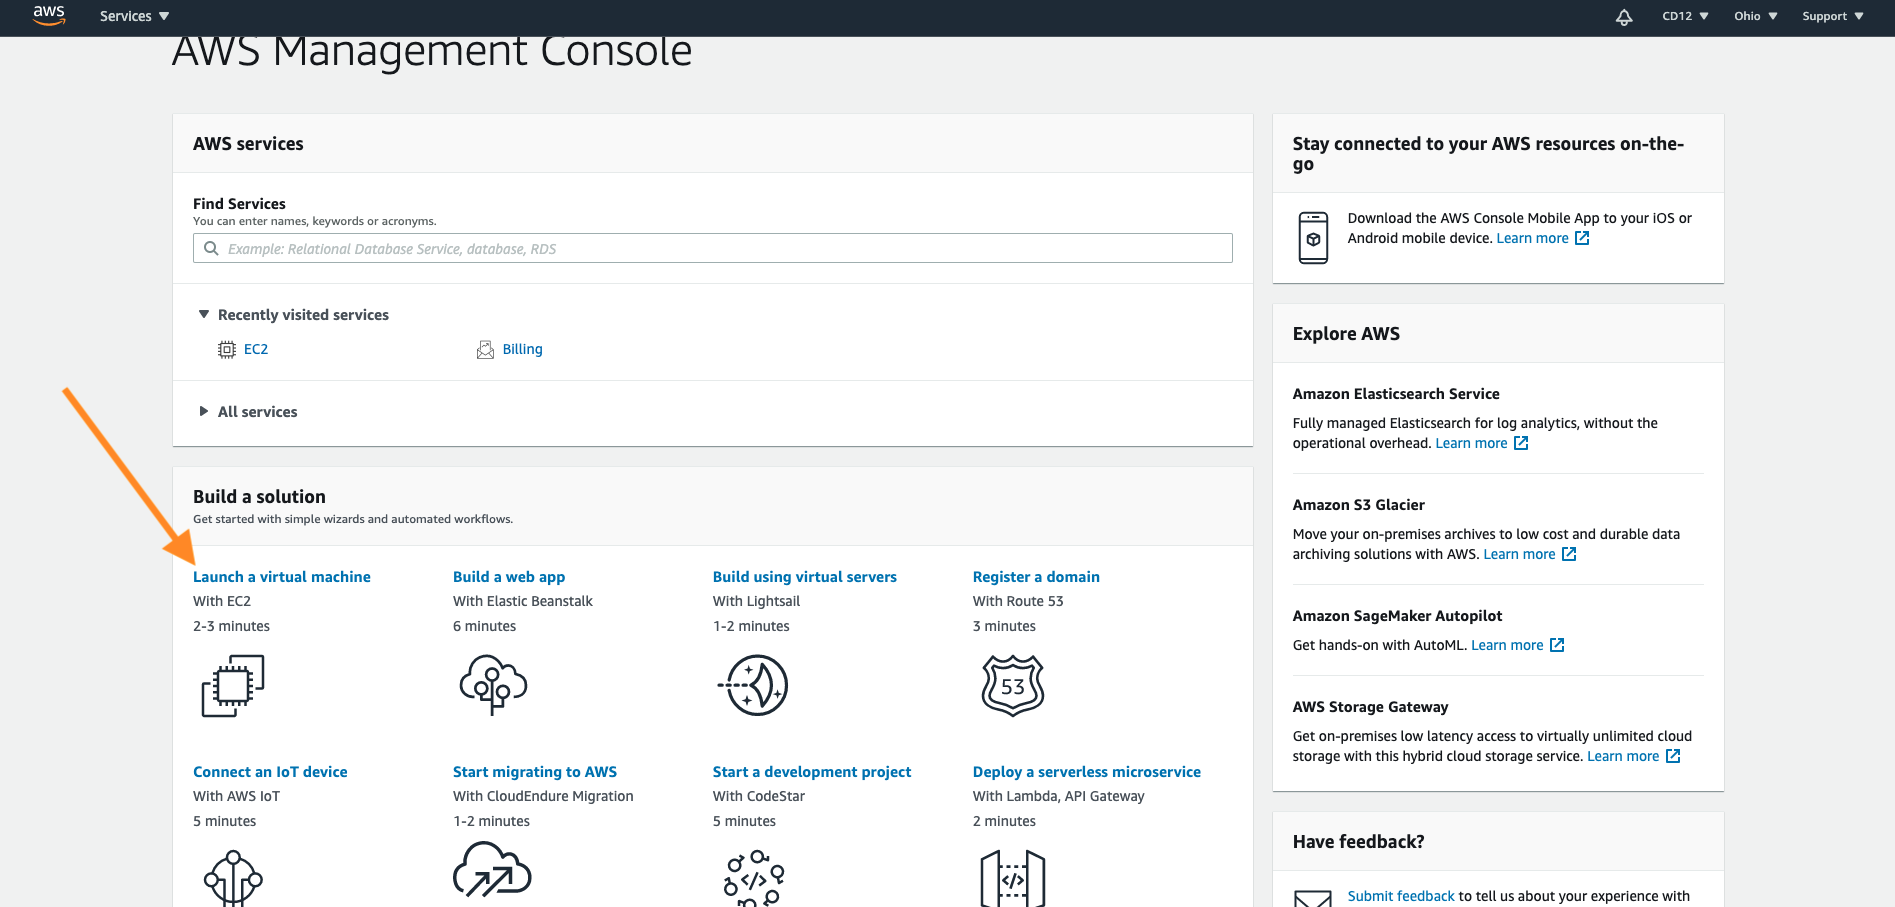 aws
Services
CD12
Ohio
Support
AWS Management Console
AWS services
Find Services
You can enter names, keywords or acronyms.
Example: Relational Database Service, database, RDS
Recently visited services
EC2
Billing
All services
Build a solution
Get started with simple wizards and automated workflows.
Launch a virtual machine
With EC2
2-3 minutes
Build a web app
With Elastic Beanstalk
6 minutes
Build using virtual servers
With Lightsail
1-2 minutes
Register a domain
With Route 53
3 minutes
53
Connect an IoT device
With AWS IoT
5 minutes
Start migrating to AWS
With CloudEndure Migration
1-2 minutes
Start a development project
With CodeStar
5 minutes
</>
Deploy a serverless microservice
With Lambda, API Gateway
2 minutes
</>
Stay connected to your AWS resources on-the-
go
Download the AWS Console Mobile App to your iOS or
Android mobile device. Learn more
Explore AWS
Amazon Elasticsearch Service
Fully managed Elasticsearch for log analytics, without the
operational overhead. Learn more
Amazon S3 Glacier
Move your on-premises archives to low cost and durable data
archiving solutions with AWS. Learn more
Amazon SageMaker Autopilot
Get hands-on with AutoML. Learn more
AWS Storage Gateway
Get on-premises low latency access to virtually unlimited cloud
storage with this hybrid cloud storage service. Learn more
Have feedback?
Submit feedback to tell us about your experience with